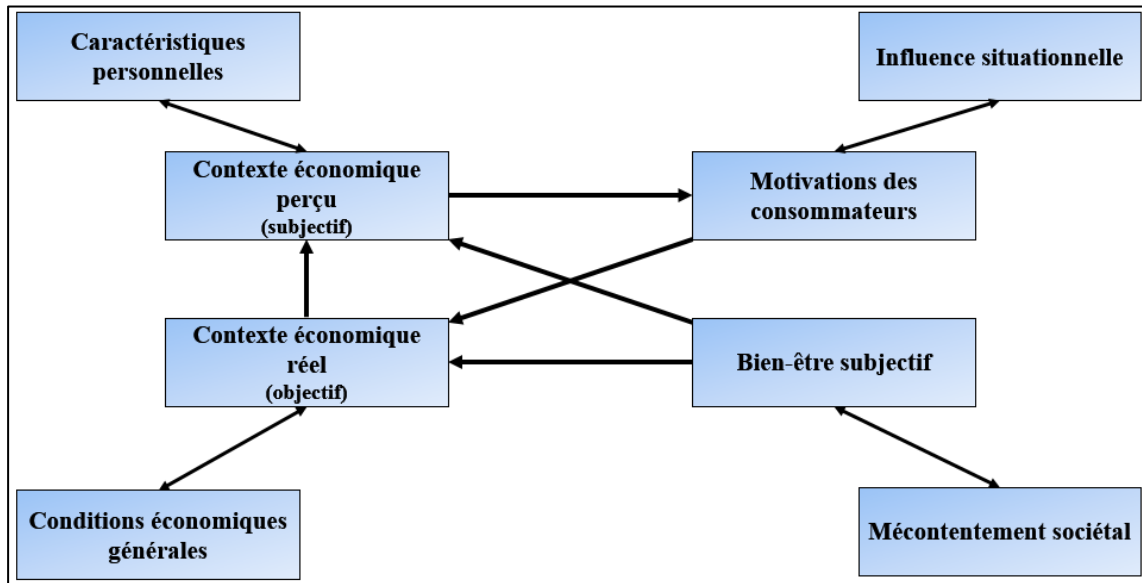 Caractéristiques
personnelles
Influence situationnelle
Contexte économique
perçu
(subjectif)
Motivations des
consommateurs
Contexte économique
réel
(objectif)
Bien-être subjectif
Conditions économiques
générales
Mécontentement sociétal